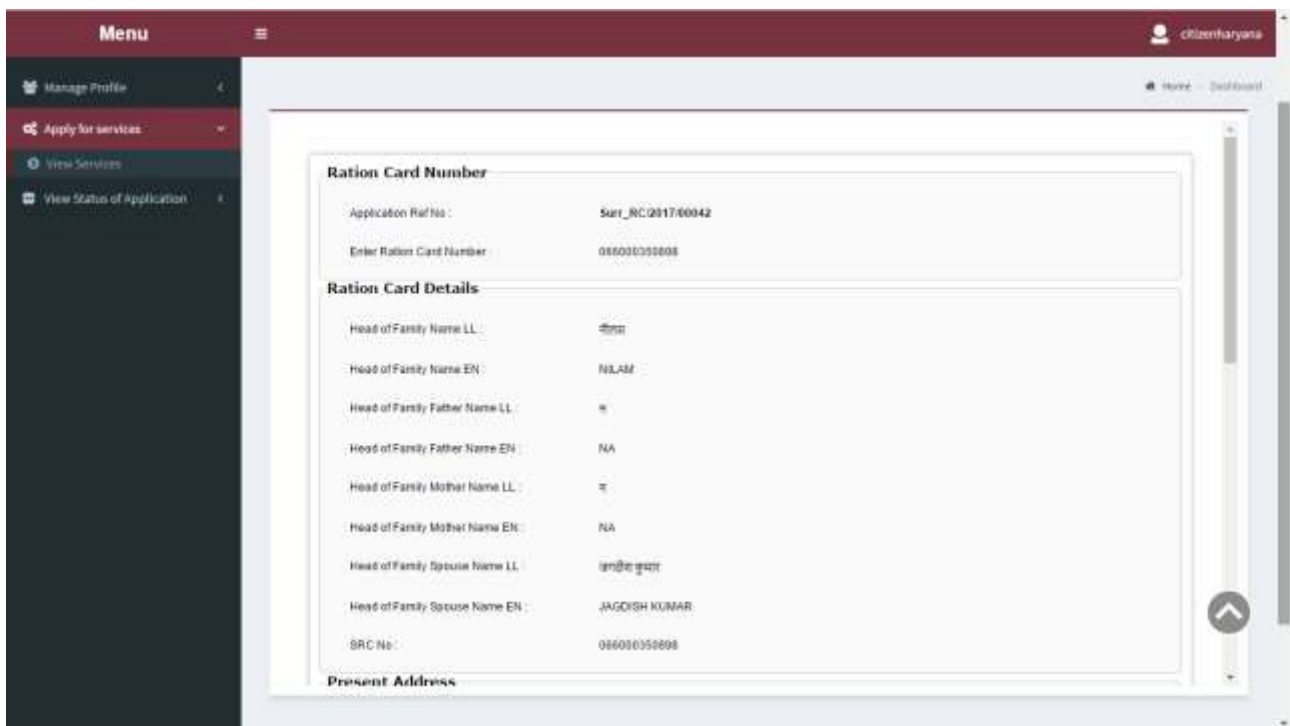 Menu
citizenharyana
Manage Profile
Home Dashboard
Apply for services
View Services
View Status of Application
Ration Card Number
Application Ref No : Surr_RC/2017/00042
Enter Ration Card Number
Ration Card Details
Head of Family Name LL : नीलम
Head of Family Name EN : NILAM
Head of Family Father Name LL :
Head of Family Father Name EN : NA
Head of Family Mother Name LL :
Head of Family Mother Name EN : NA
Head of Family Spouse Name LL : जगदीश कुमार
Head of Family Spouse Name EN : JAGDISH KUMAR
SRC No :
Present Address